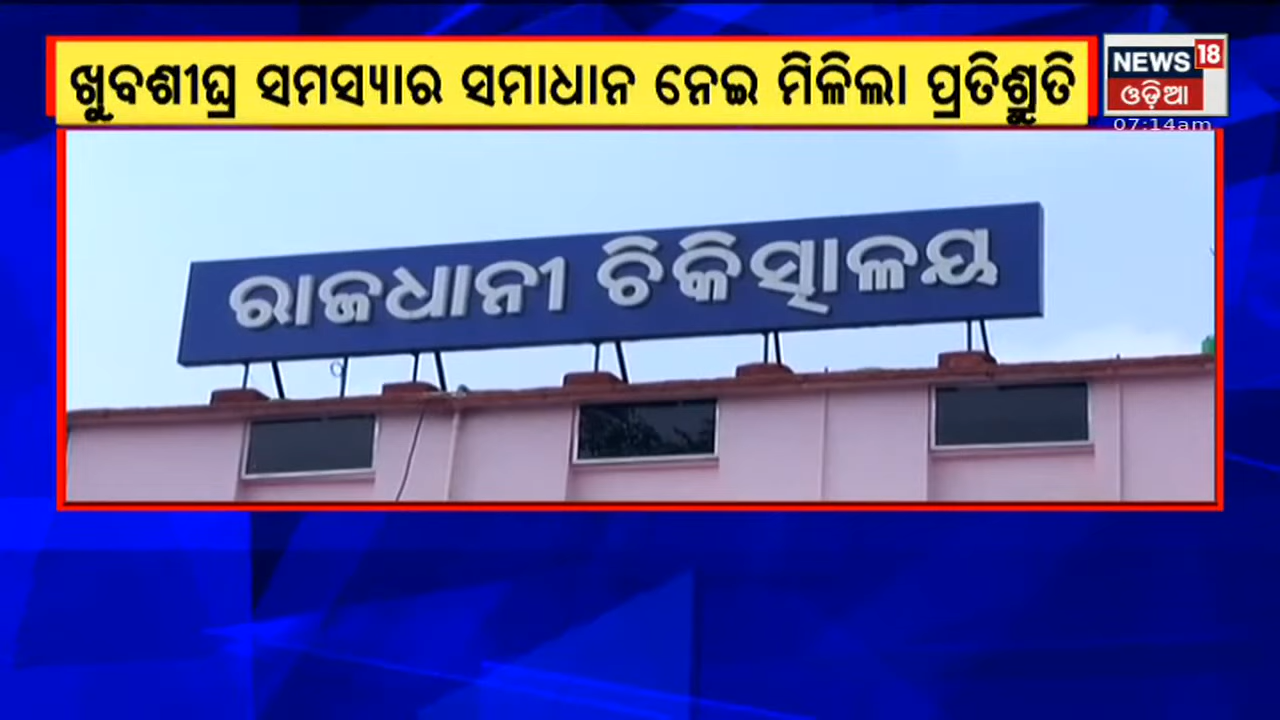 ଖୁବଶୀଘ୍ର ସମସ୍ୟାର ସମାଧାନ ନେଇ ମିଳିଲା ପ୍ରତିଶ୍ରୁତି
NEWS 18
ଓଡ଼ିଆ
07:14am
ରାଜଧାନୀ ଚିକିତ୍ସାଳୟ